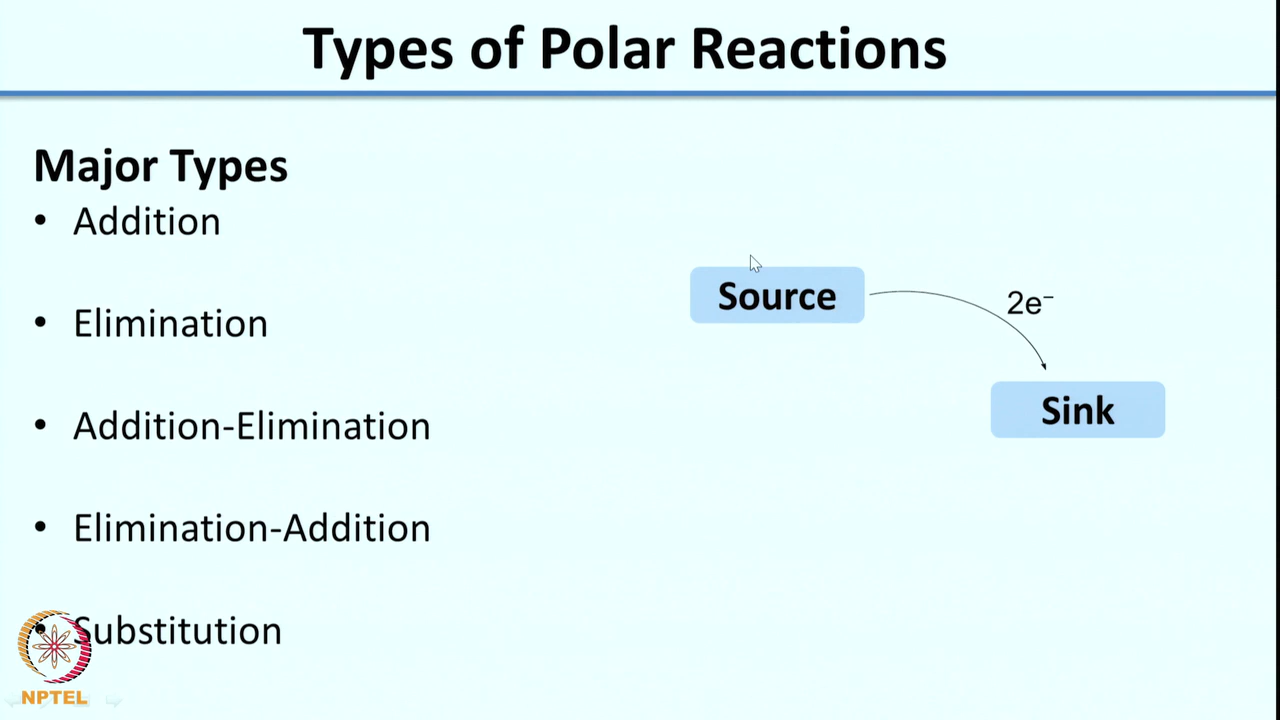 Types of Polar Reactions
Major Types
• Addition
• Elimination
• Addition-Elimination
• Elimination-Addition
• Substitution
Source
2e⁻
Sink
NPTEL